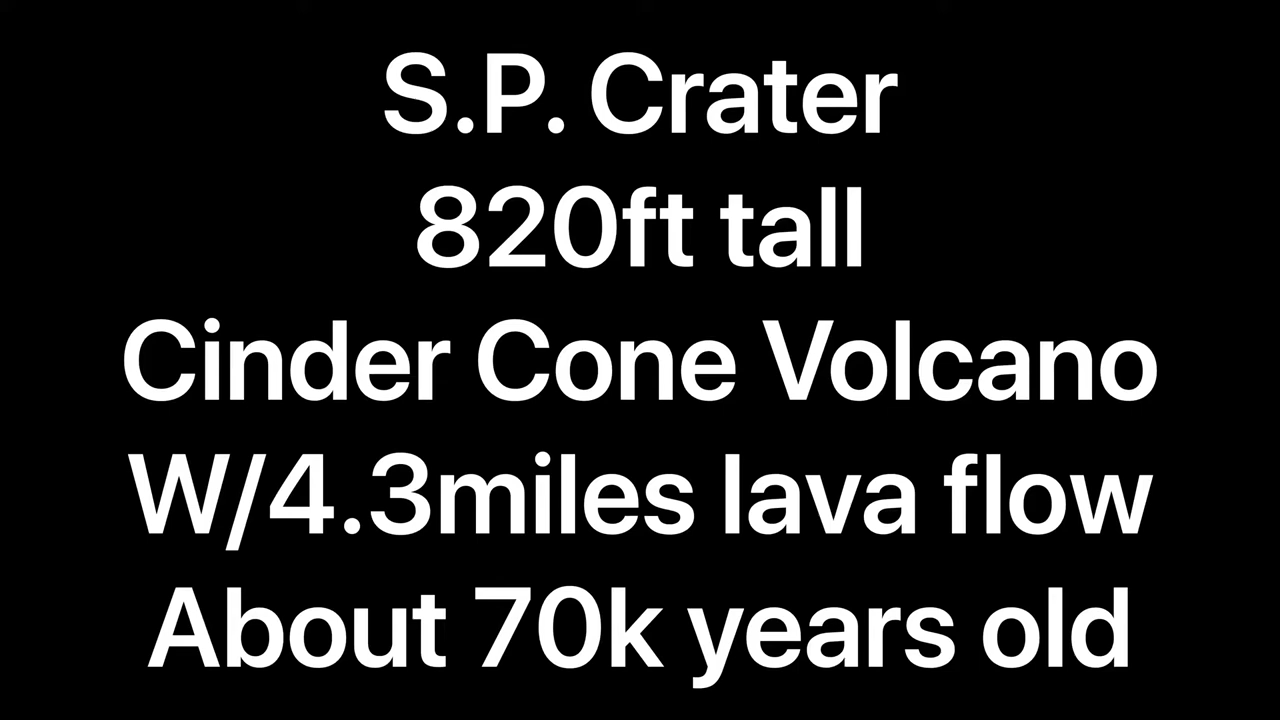 S.P. Crater
820ft tall
Cinder Cone Volcano
W/4.3miles lava flow
About 70k years old